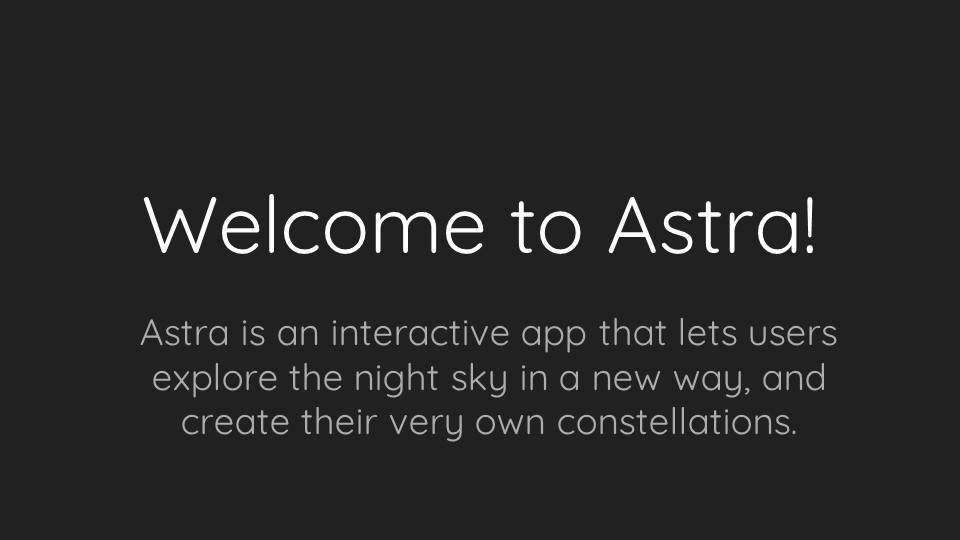 Welcome to Astra!
Astra is an interactive app that lets users
explore the night sky in a new way, and
create their very own constellations.